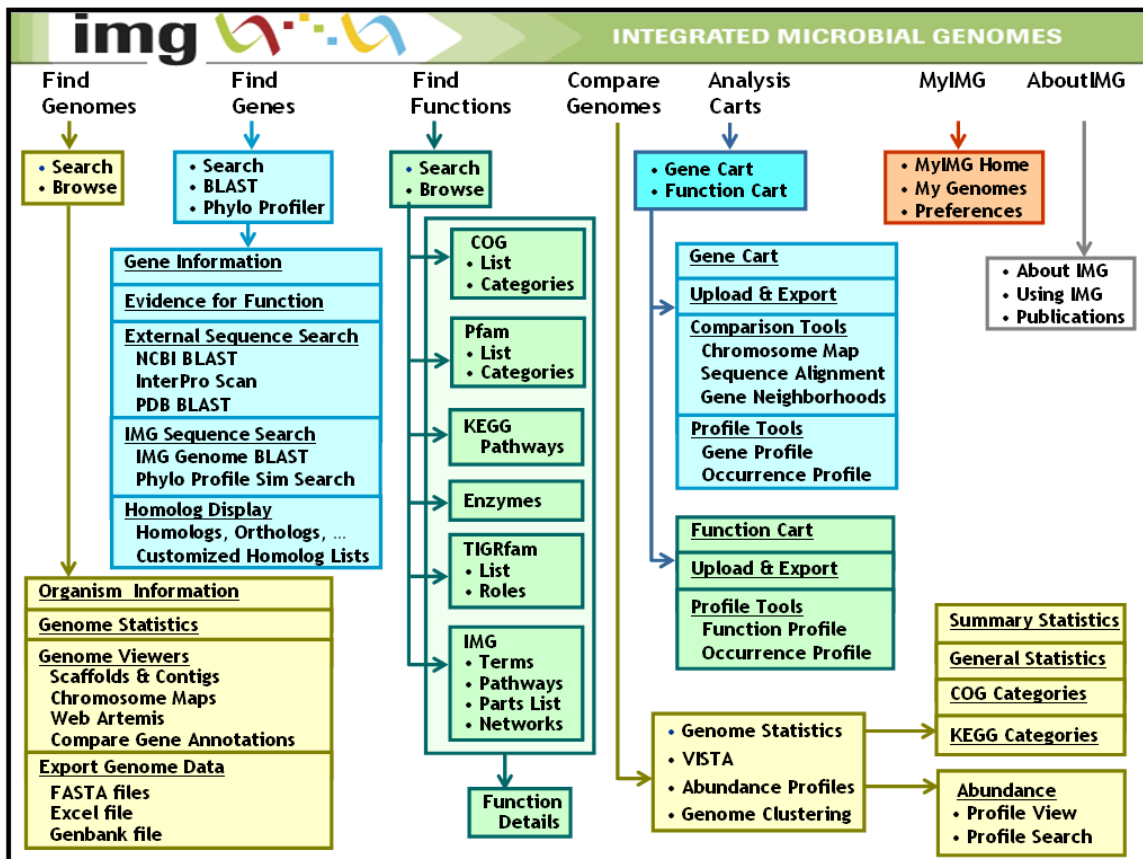 img
INTEGRATED MICROBIAL GENOMES
Find
Genomes
Find
Genes
Find
Functions
Compare
Genomes
Analysis
Carts
MyIMG
AboutIMG
• Search
• Browse
• Search
• BLAST
• Phylo Profiler
• Search
• Browse
• Gene Cart
• Function Cart
• MyIMG Home
• My Genomes
• Preferences
• About IMG
• Using IMG
• Publications
Gene Information
Evidence for Function
External Sequence Search
NCBI BLAST
InterPro Scan
PDB BLAST
IMG Sequence Search
IMG Genome BLAST
Phylo Profile Sim Search
Homolog Display
Homologs, Orthologs, ...
Customized Homolog Lists
Organism Information
Genome Statistics
Genome Viewers
Scaffolds & Contigs
Chromosome Maps
Web Artemis
Compare Gene Annotations
Export Genome Data
FASTA files
Excel file
Genbank file
COG
• List
• Categories
Pfam
• List
• Categories
KEGG
Pathways
Enzymes
TIGRfam
• List
• Roles
IMG
• Terms
• Pathways
• Parts List
• Networks
Function
Details
Gene Cart
Upload & Export
Comparison Tools
Chromosome Map
Sequence Alignment
Gene Neighborhoods
Profile Tools
Gene Profile
Occurrence Profile
Function Cart
Upload & Export
Profile Tools
Function Profile
Occurrence Profile
• Genome Statistics
• VISTA
• Abundance Profiles
• Genome Clustering
Summary Statistics
General Statistics
COG Categories
KEGG Categories
Abundance
• Profile View
• Profile Search